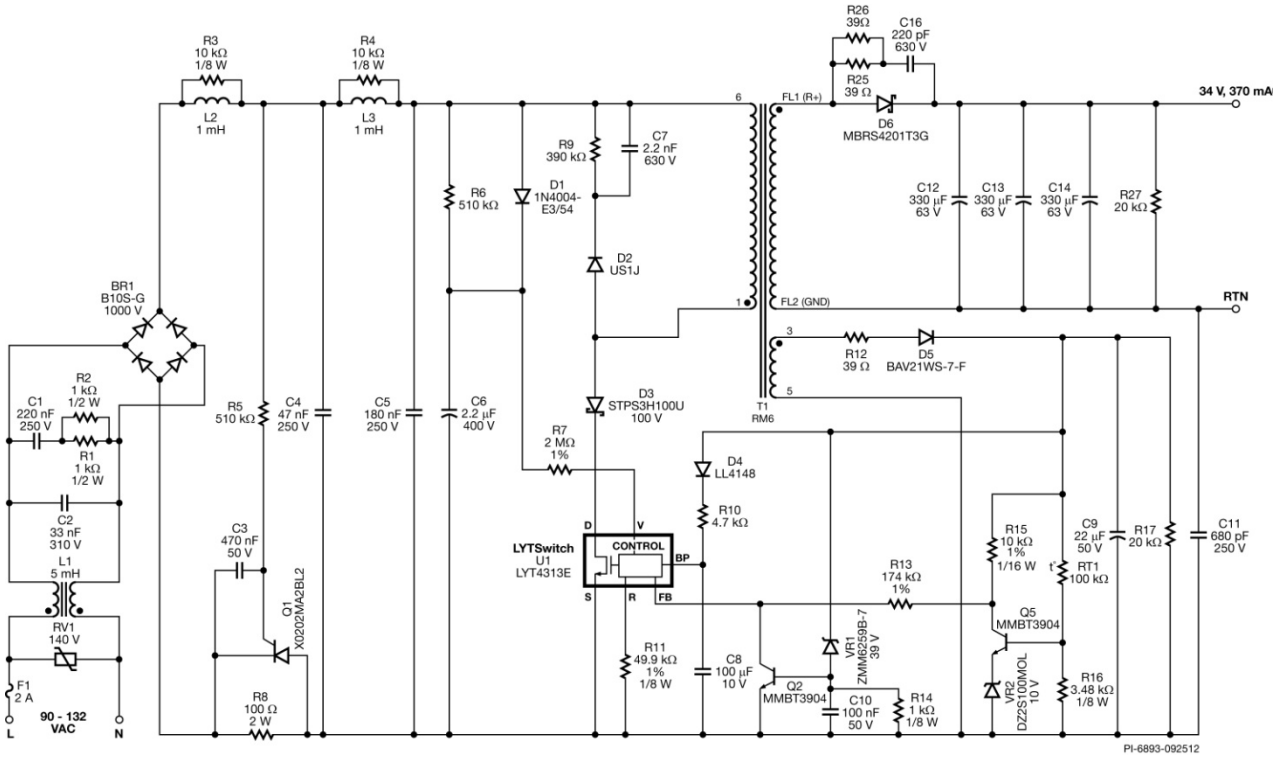 R3
10 kΩ
1/8 W
L2
1 mH
R4
10 kΩ
1/8 W
L3
1 mH
R26
39Ω
C16
220 pF
630 V
R25
39 Ω
D6
MBRS4201T3G
34 V, 370 mA
6
FL1 (R+)
R9
390 kΩ
C7
2.2 nF
630 V
R6
510 kΩ
D1
1N4004-
E3/54
C12
330 µF
63 V
C13
330 µF
63 V
C14
330 µF
63 V
R27
20 kΩ
D2
US1J
BR1
B10S-G
1000 V
1
FL2 (GND)
RTN
3
R12
39 Ω
D5
BAV21WS-7-F
5
T1
RM6
C1
220 nF
250 V
R2
1 kΩ
1/2 W
R1
1 kΩ
1/2 W
R5
510 kΩ
C4
47 nF
250 V
C5
180 nF
250 V
C6
2.2 µF
400 V
D3
STPS3H100U
100 V
R7
2 MΩ
1%
D4
LL4148
R10
4.7 kΩ
C2
33 nF
310 V
L1
5 mH
C3
470 nF
50 V
D
V
LYTSwitch
U1
LYT4313E
CONTROL
BP
S
R
FB
R13
174 kΩ
1%
R15
10 kΩ
1%
1/16 W
t°
RT1
100 kΩ
C9
22 µF
50 V
R17
20 kΩ
C11
680 pF
250 V
Q1
X0202MA2BL2
RV1
140 V
F1
2 A
90 - 132
VAC
L
N
R8
100 Ω
2 W
R11
49.9 kΩ
1%
1/8 W
C8
100 µF
10 V
VR1
ZMM5259B-7
39 V
Q2
MMBT3904
C10
100 nF
50 V
R14
1 kΩ
1/8 W
Q5
MMBT3904
VR2
DZ2S100MOL
10 V
R16
3.48 kΩ
1/8 W
PI-6893-092512